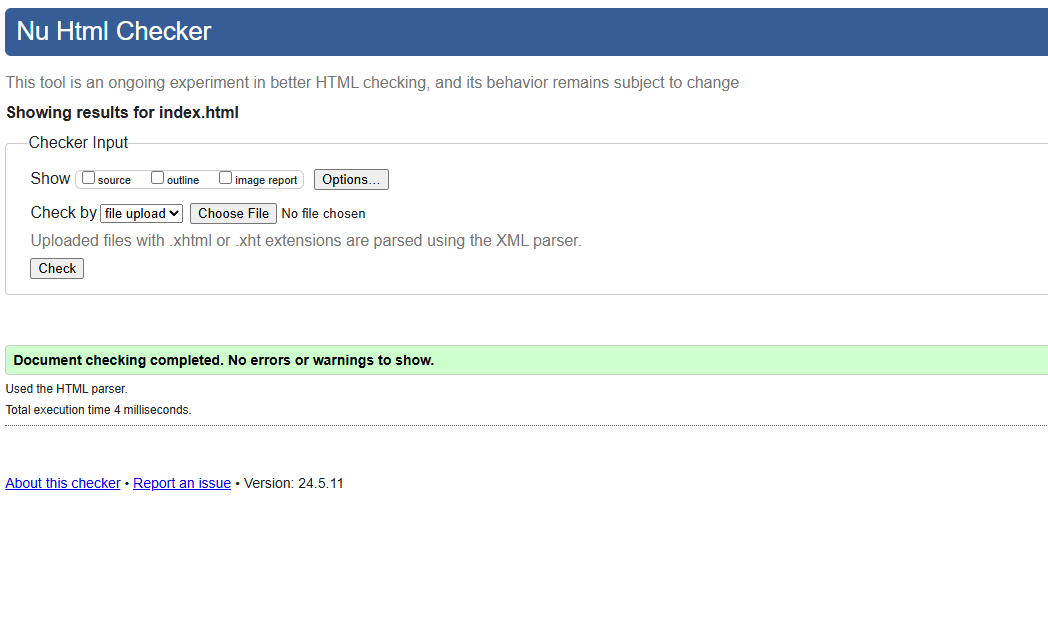 Nu Html Checker
This tool is an ongoing experiment in better HTML checking, and its behavior remains subject to change
Showing results for index.html
Checker Input
Show source outline image report Options...
Check by file upload Choose File No file chosen
Uploaded files with .xhtml or .xht extensions are parsed using the XML parser.
Check
Document checking completed. No errors or warnings to show.
Used the HTML parser.
Total execution time 4 milliseconds.
About this checker • Report an issue • Version: 24.5.11